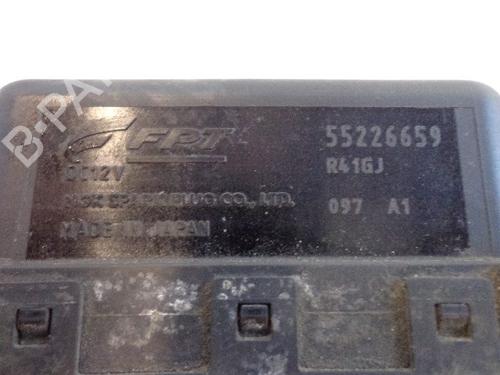 FPT 55226659
DC12V R41GJ
NGK SPARK PLUG CO., LTD. 097 A1
MADE IN JAPAN
B-PA